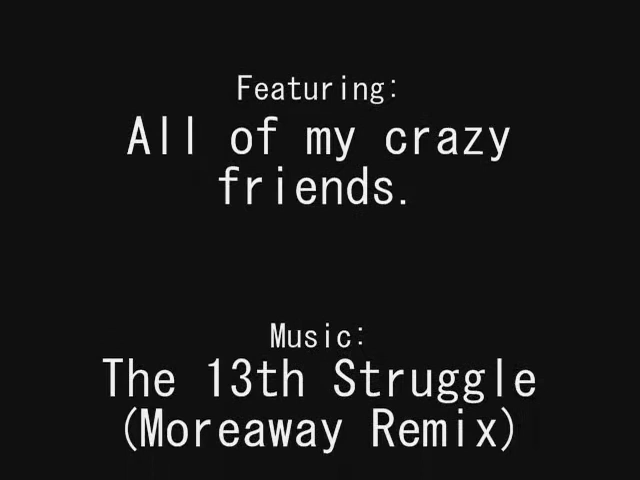 Featuring:
All of my crazy
friends.
Music:
The 13th Struggle
(Moreaway Remix)